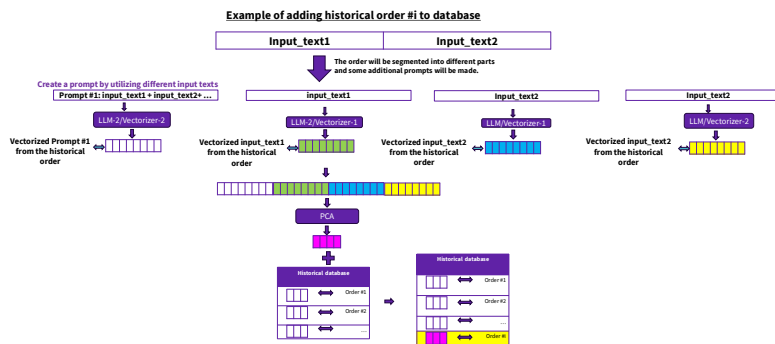 Example of adding historical order #i to database
Input_text1
Input_text2
The order will be segmented into different parts
and some additional prompts will be made.
Create a prompt by utilizing different input texts
Prompt #1: input_text1 + input_text2+ ...
input_text1
Input_text2
Input_text2
LLM-2/Vectorizer-2
LLM-2/Vectorizer-1
LLM/Vectorizer-1
LLM/Vectorizer-2
Vectorized Prompt #1
from the historical
order
Vectorized input_text1
from the historical
order
Vectorized input_text2
from the historical
order
Vectorized input_text2
from the historical
order
PCA
Historical database
Order #1
Order #2
...
Historical database
Order #1
Order #2
...
Order #i